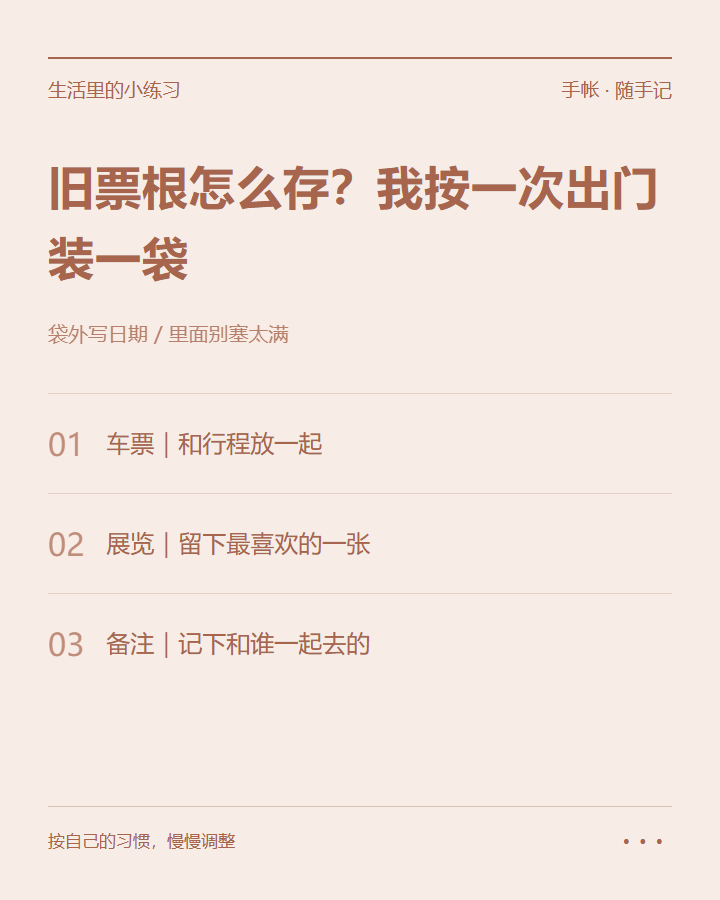 生活里的小练习
手帐 · 随手记
旧票根怎么存？我按一次出门
装一袋
袋外写日期 / 里面别塞太满
01 车票｜和行程放一起
02 展览｜留下最喜欢的一张
03 备注｜记下和谁一起去的
按自己的习惯，慢慢调整